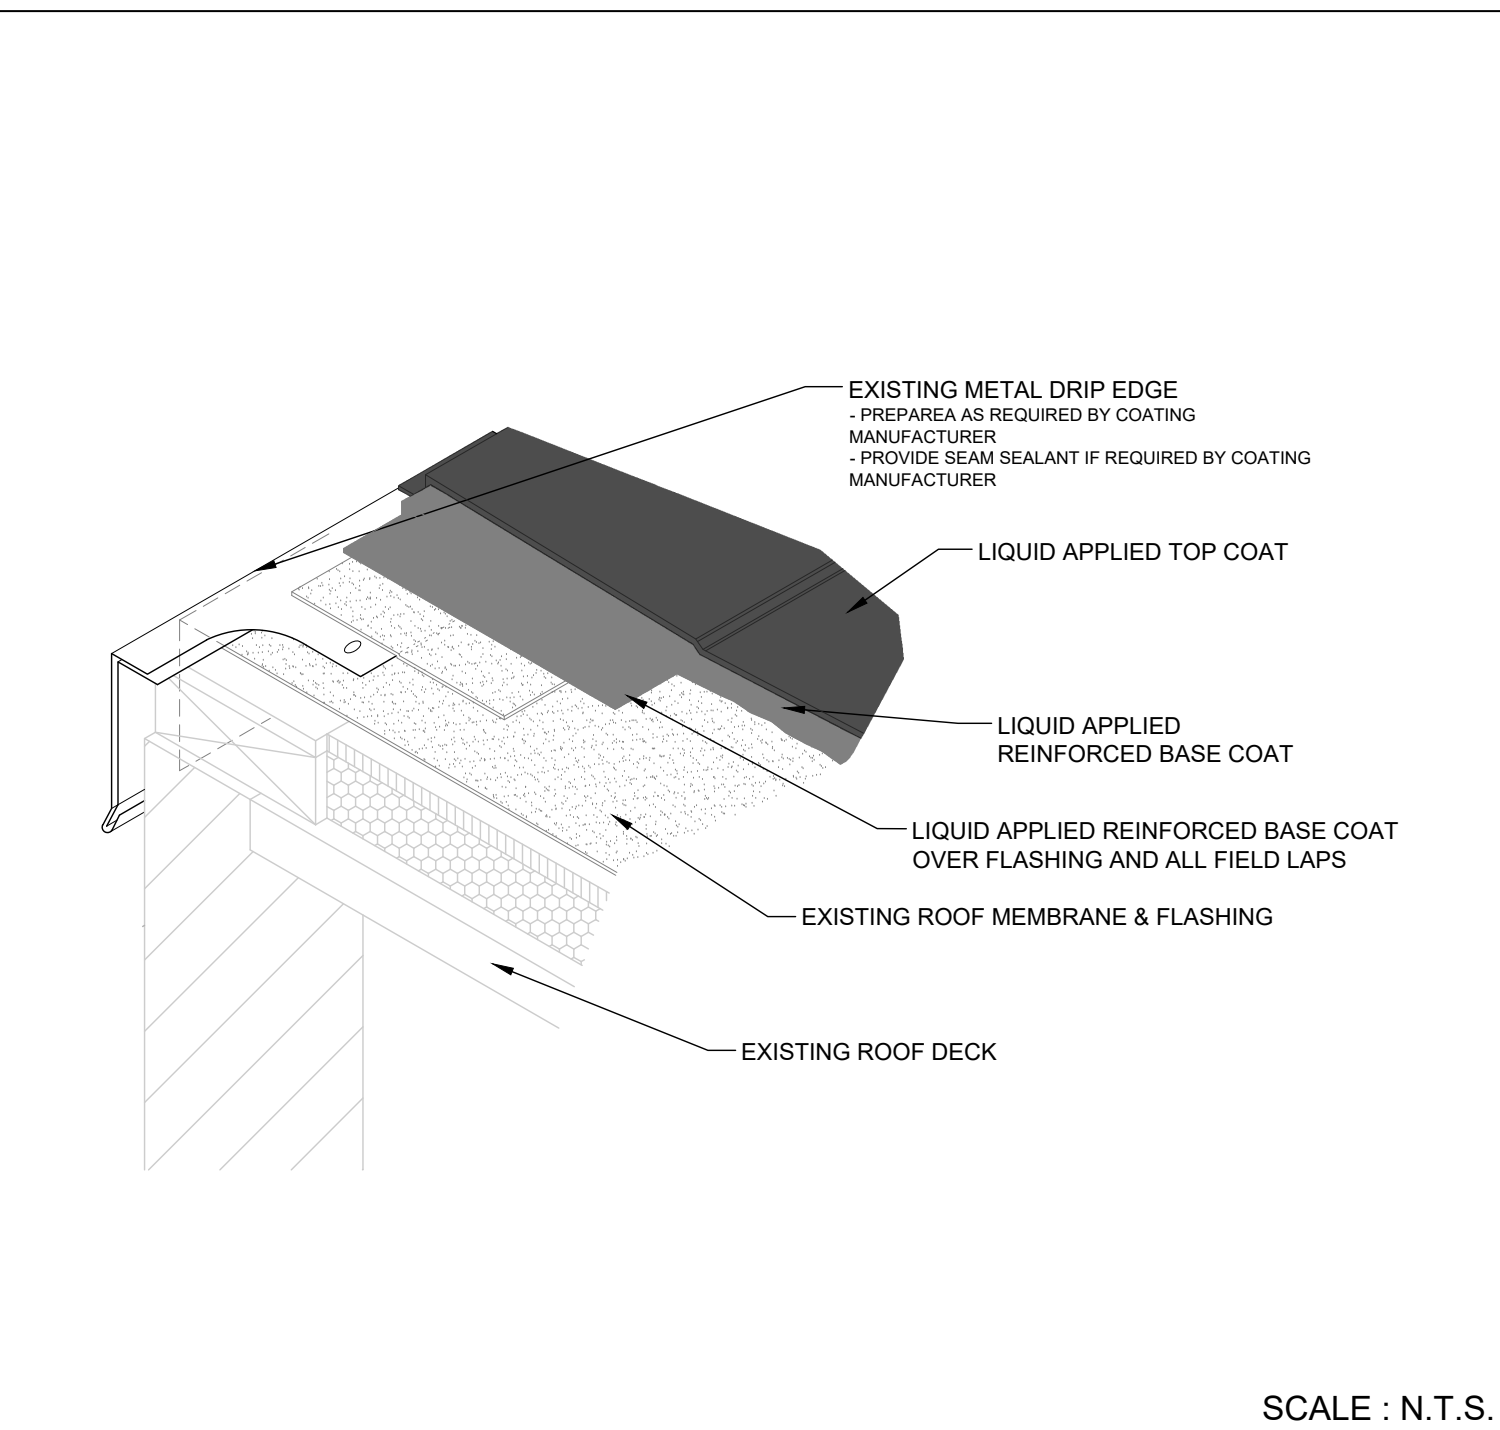 EXISTING METAL DRIP EDGE
- PREPAREA AS REQUIRED BY COATING
MANUFACTURER
- PROVIDE SEAM SEALANT IF REQUIRED BY COATING
MANUFACTURER
LIQUID APPLIED TOP COAT
LIQUID APPLIED
REINFORCED BASE COAT
LIQUID APPLIED REINFORCED BASE COAT
OVER FLASHING AND ALL FIELD LAPS
EXISTING ROOF MEMBRANE & FLASHING
EXISTING ROOF DECK
SCALE : N.T.S.